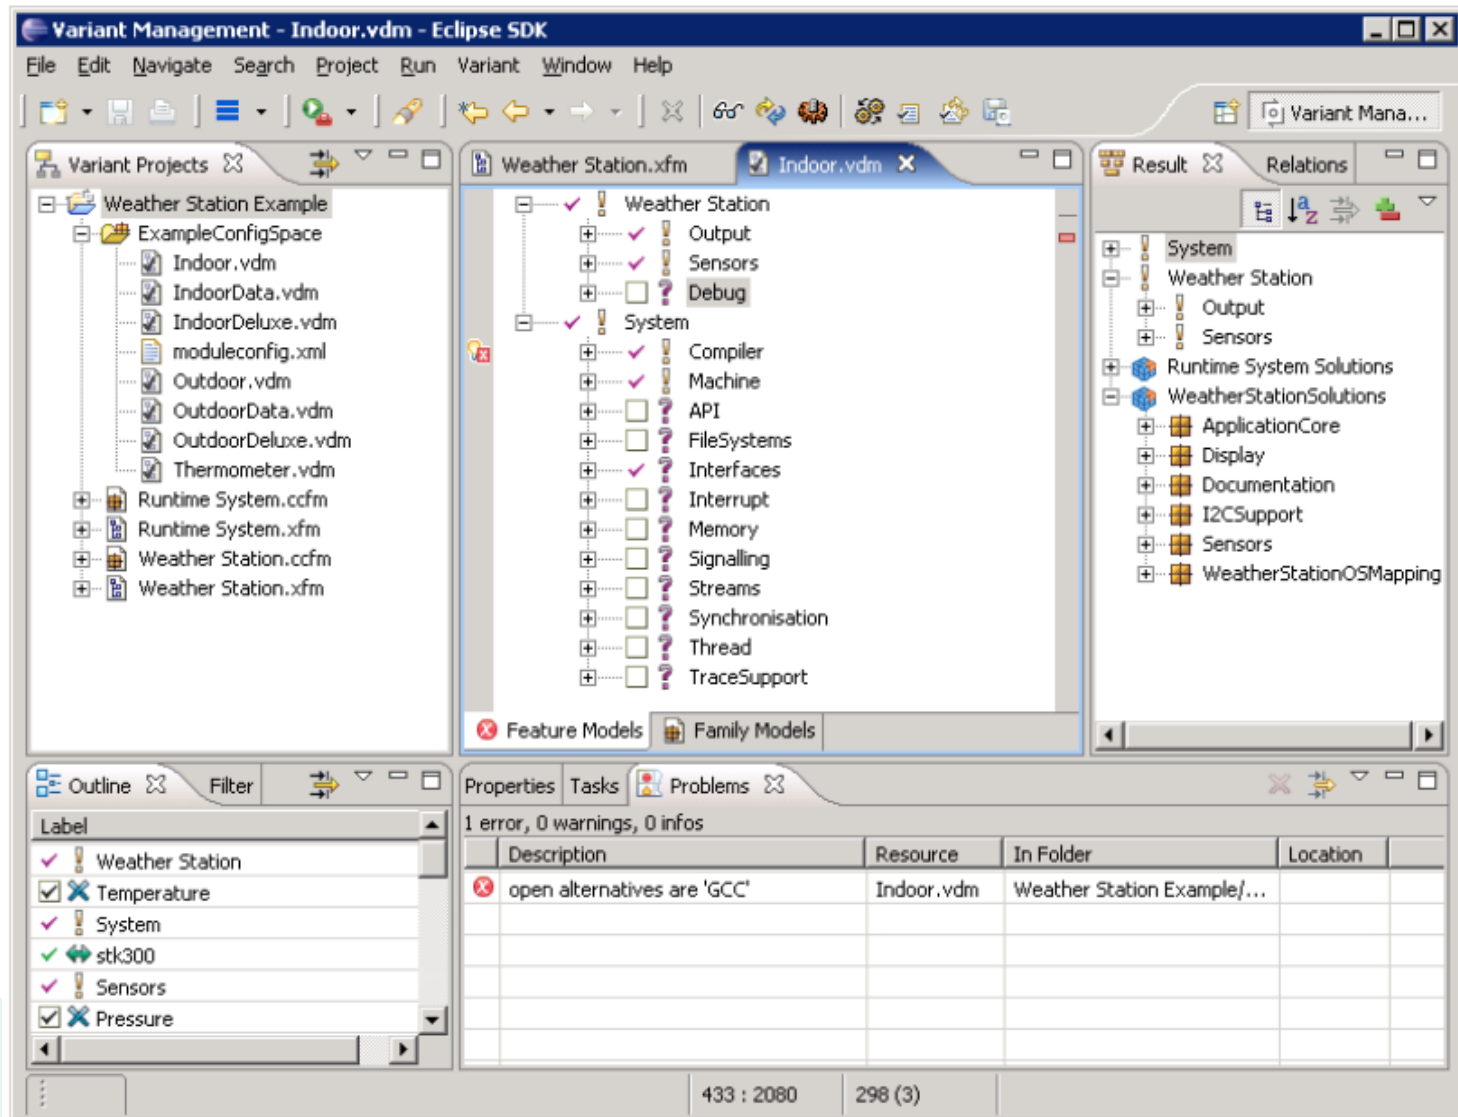 Variant Management - Indoor.vdm - Eclipse SDK
File Edit Navigate Search Project Run Variant Window Help
Variant Mana...
Variant Projects
Weather Station Example
ExampleConfigSpace
Indoor.vdm
IndoorData.vdm
IndoorDeluxe.vdm
moduleconfig.xml
Outdoor.vdm
OutdoorData.vdm
OutdoorDeluxe.vdm
Thermometer.vdm
Runtime System.ccfm
Runtime System.xfm
Weather Station.ccfm
Weather Station.xfm
Weather Station.xfm Indoor.vdm
Weather Station
Output
Sensors
Debug
System
Compiler
Machine
API
FileSystems
Interfaces
Interrupt
Memory
Signalling
Streams
Synchronisation
Thread
TraceSupport
Feature Models Family Models
Result Relations
System
Weather Station
Output
Sensors
Runtime System Solutions
WeatherStationSolutions
ApplicationCore
Display
Documentation
I2CSupport
Sensors
WeatherStationOSMapping
Outline Filter
Label
Weather Station
Temperature
System
stk300
Sensors
Pressure
Properties Tasks Problems
1 error, 0 warnings, 0 infos
Description Resource In Folder Location
open alternatives are 'GCC' Indoor.vdm Weather Station Example/...
433 : 2080 298 (3)